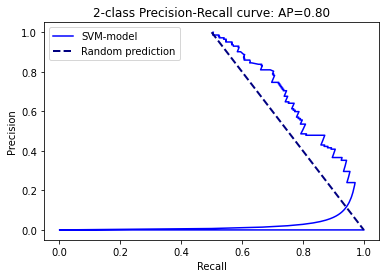 2-class Precision-Recall curve: AP=0.80
SVM-model
Random prediction
Precision
1.0
0.8
0.6
0.4
0.2
0.0
0.0 0.2 0.4 0.6 0.8 1.0
Recall